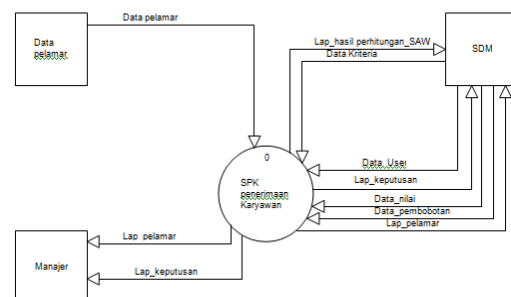 Data pelamar
Data
pelamar
Lap_hasil perhitungan_SAW
Data Kriteria
SDM
0
SPK
penerimaan
Karyawan
Data_User
Lap_keputusan
Data_nilai
Data_pembobotan
Lap_pelamar
Lap_pelamar
Manajer
Lap_keputusan